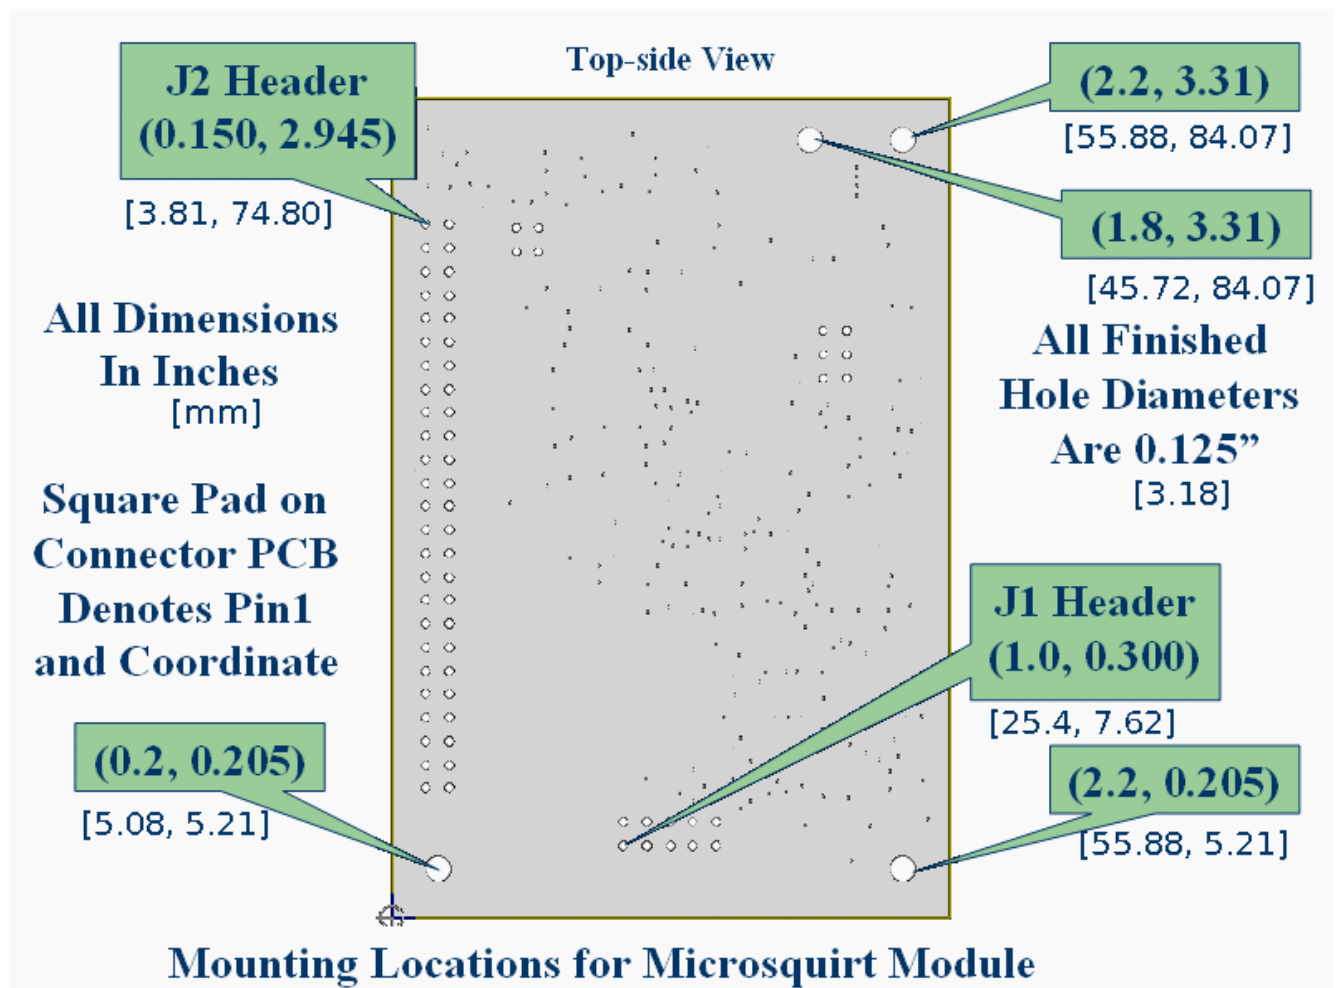 Top-side View
J2 Header
(0.150, 2.945)
[3.81, 74.80]
(2.2, 3.31)
[55.88, 84.07]
(1.8, 3.31)
[45.72, 84.07]
All Dimensions
In Inches
[mm]
All Finished
Hole Diameters
Are 0.125”
[3.18]
Square Pad on
Connector PCB
Denotes Pin1
and Coordinate
J1 Header
(1.0, 0.300)
[25.4, 7.62]
(0.2, 0.205)
[5.08, 5.21]
(2.2, 0.205)
[55.88, 5.21]
Mounting Locations for Microsquirt Module